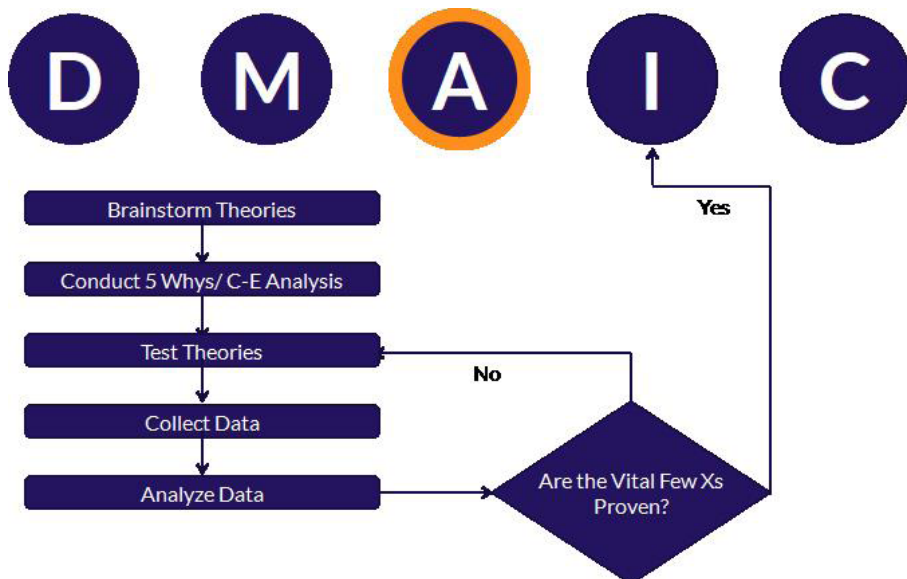 D M A I C
Brainstorm Theories
Yes
Conduct 5 Whys/ C-E Analysis
Test Theories
No
Collect Data
Are the Vital Few Xs
Proven?
Analyze Data